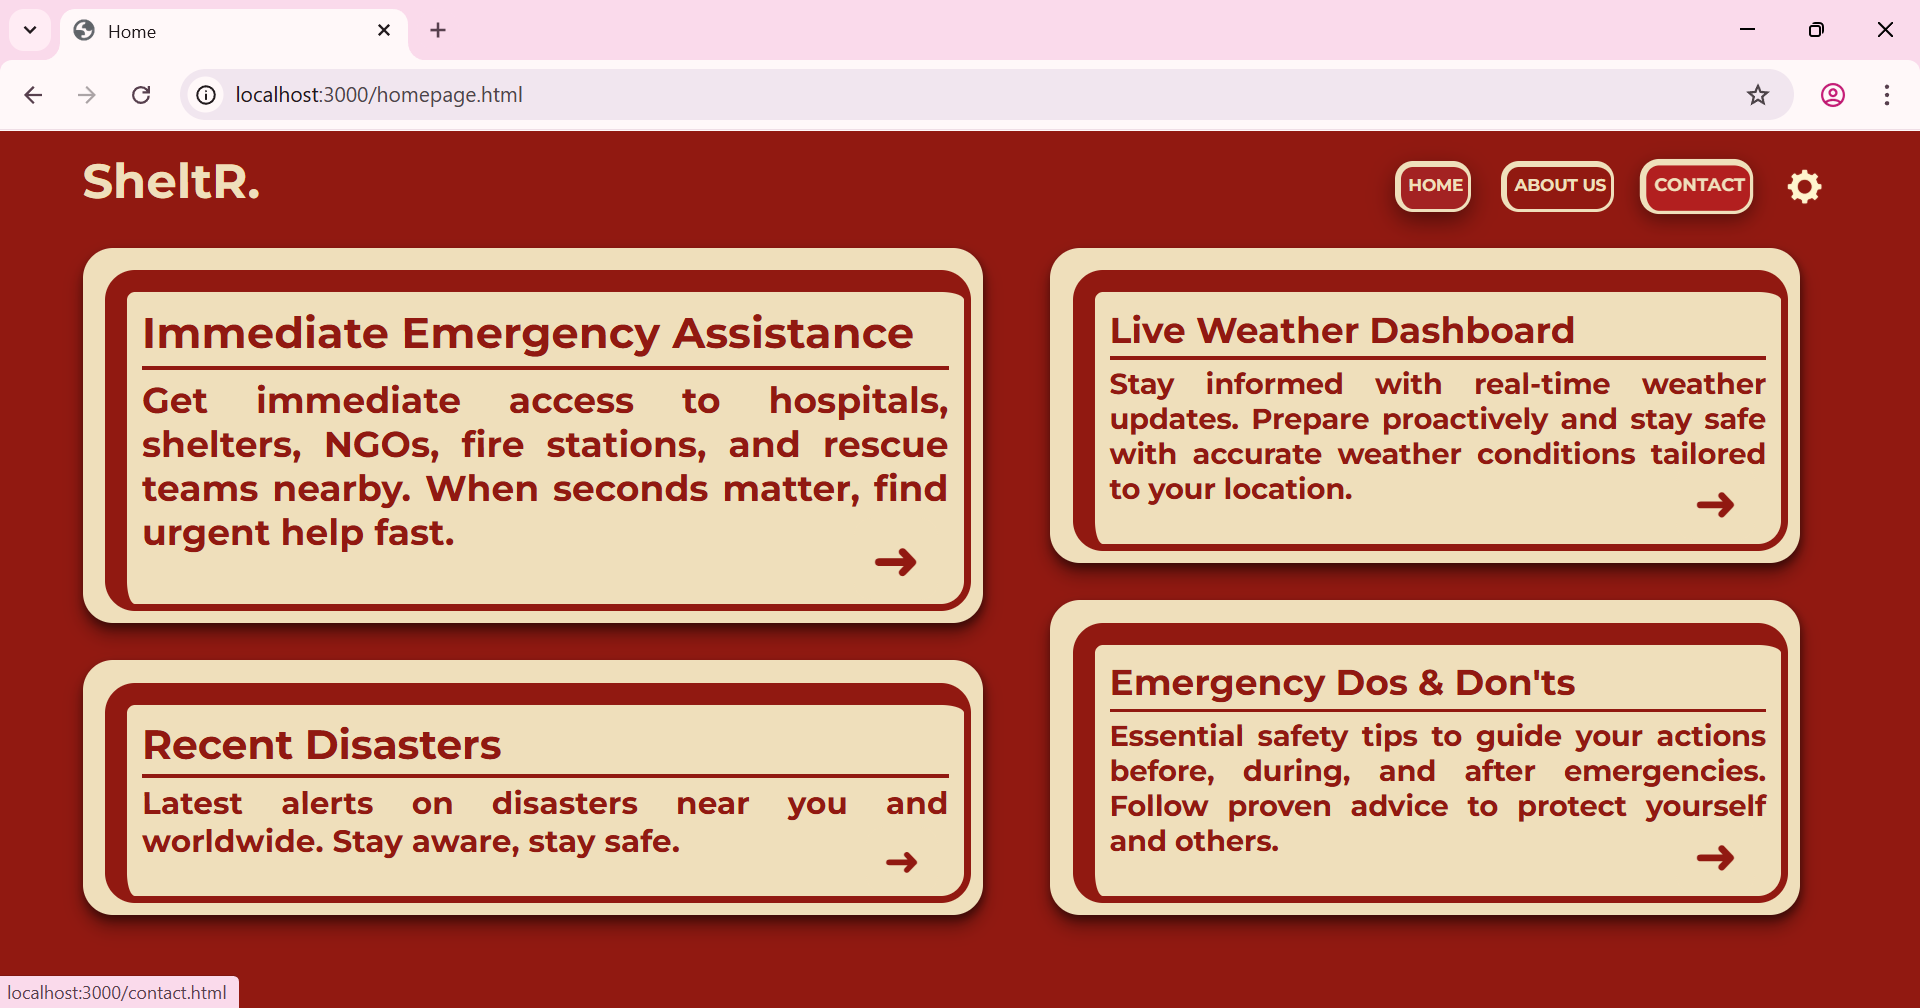 Home
localhost:3000/homepage.html
SheltR.
HOME
ABOUT US
CONTACT
Immediate Emergency Assistance
Get immediate access to hospitals,
shelters, NGOs, fire stations, and rescue
teams nearby. When seconds matter, find
urgent help fast.
Live Weather Dashboard
Stay informed with real-time weather
updates. Prepare proactively and stay safe
with accurate weather conditions tailored
to your location.
Recent Disasters
Latest alerts on disasters near you and
worldwide. Stay aware, stay safe.
Emergency Dos & Don'ts
Essential safety tips to guide your actions
before, during, and after emergencies.
Follow proven advice to protect yourself
and others.
localhost:3000/contact.html